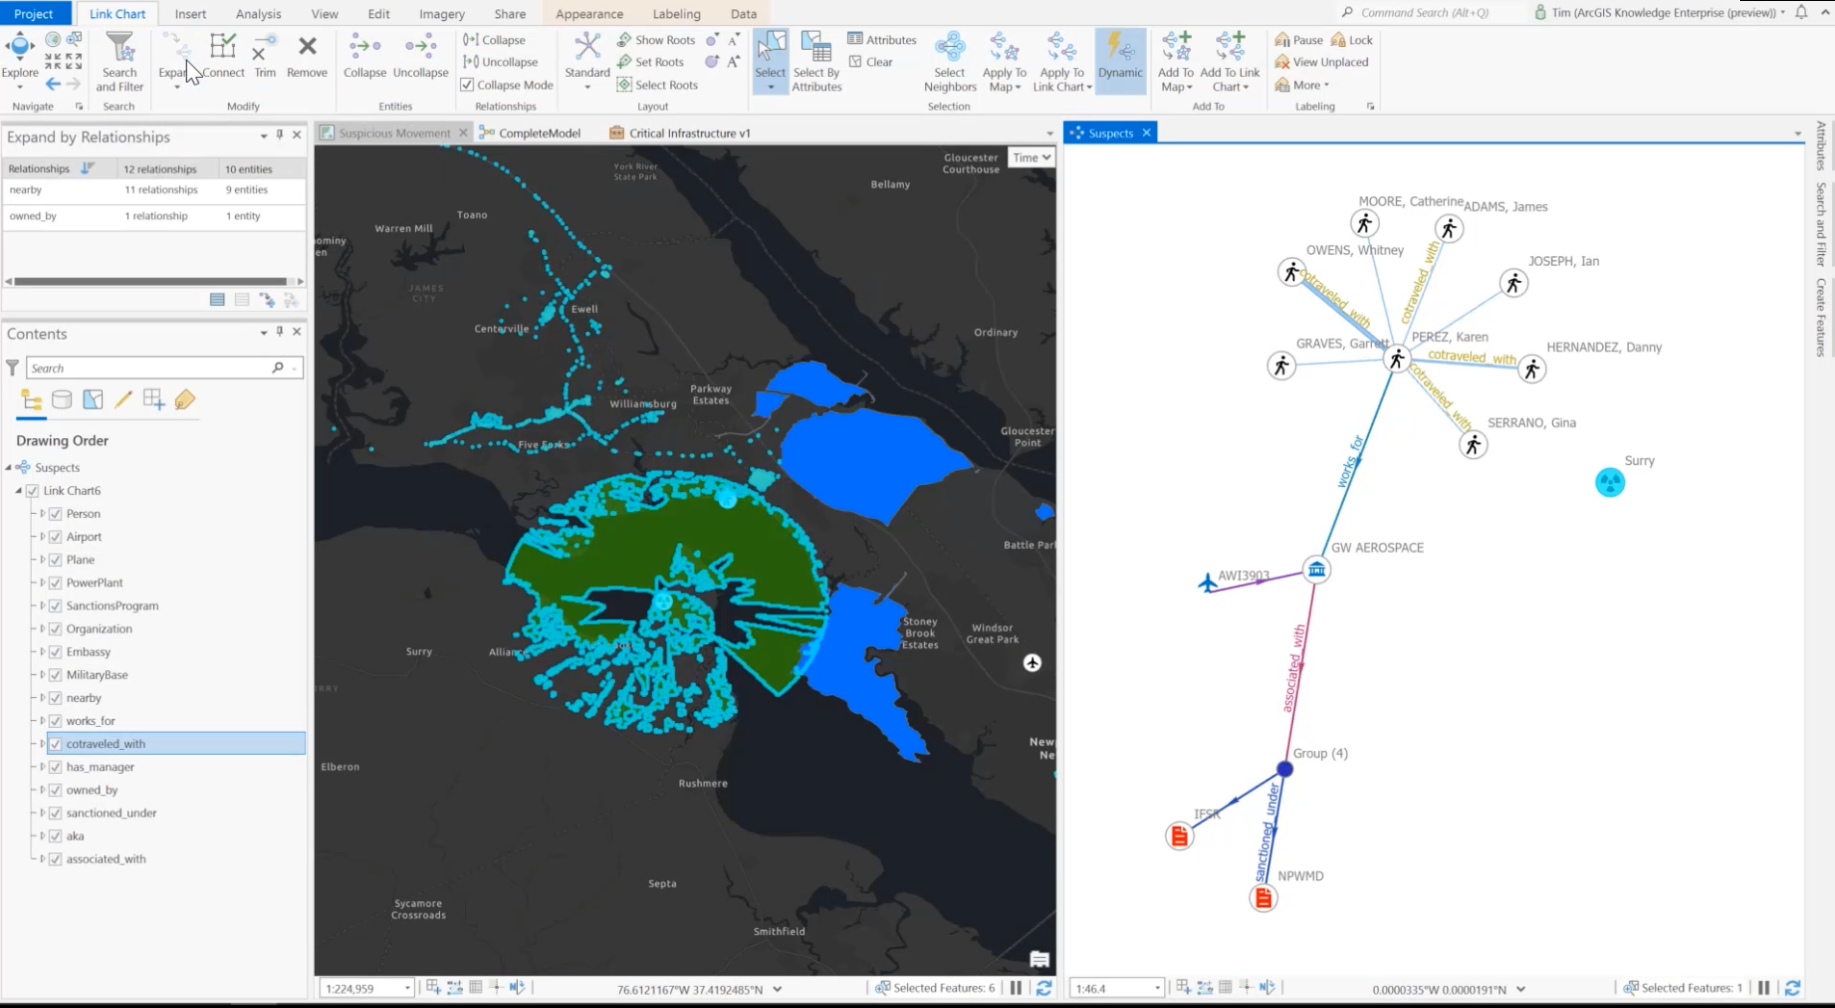 Project
Link Chart
Insert
Analysis
View
Edit
Imagery
Share
Appearance
Labeling
Data
Command Search (Alt+Q)
Tim (ArcGIS Knowledge Enterprise (preview))
Explore
Navigate
Search and Filter
Search
Connect
Trim
Remove
Modify
Collapse
Uncollapse
Entities
Collapse
Uncollapse
Collapse Mode
Relationships
Standard
Show Roots
Set Roots
Select Roots
Layout
Select
Select By Attributes
Attributes
Clear
Select Neighbors
Apply To Map
Apply To Link Chart
Selection
Dynamic
Add To Map
Add To Link Chart
Add To
Pause
Lock
View Unplaced
More
Labeling
Expand by Relationships
Relationships 12 relationships 10 entities
nearby 11 relationships 9 entities
owned_by 1 relationship 1 entity
Contents
Search
Drawing Order
Suspects
Link Chart6
Person
Airport
Plane
PowerPlant
SanctionsProgram
Organization
Embassy
MilitaryBase
nearby
works_for
cotraveled_with
has_manager
owned_by
sanctioned_under
aka
associated_with
Suspicious Movement
CompleteModel
Critical Infrastructure v1
Time
York River
State Park
Gloucester
Courthouse
Bellamy
Toano
Warren Mill
JAMES
CITY
Ewell
Centerville
Ordinary
Parkway
Estates
Williamsburg
Five Forks
Gloucester
Point
Battle Par
Stoney
Brook
Estates
Windsor
Great Park
Surry
Elberon
Rushmere
Septa
Sycamore
Crossroads
Smithfield
1:224,959
76.6121167°W 37.4192485°N
Selected Features: 6
Suspects
MOORE, Catherine
ADAMS, James
OWENS, Whitney
JOSEPH, Ian
cotraveled_with
cotraveled_with
GRAVES, Garrett
PEREZ, Karen
HERNANDEZ, Danny
cotraveled_with
cotraveled_with
SERRANO, Gina
Surry
works_for
GW AEROSPACE
AWI3903
associated_with
Group (4)
IFSR
sanctioned_under
NPWMD
1:46.4
0.0000335°W 0.0000191°N
Selected Features: 1
Attributes
Search and Filter
Create Features